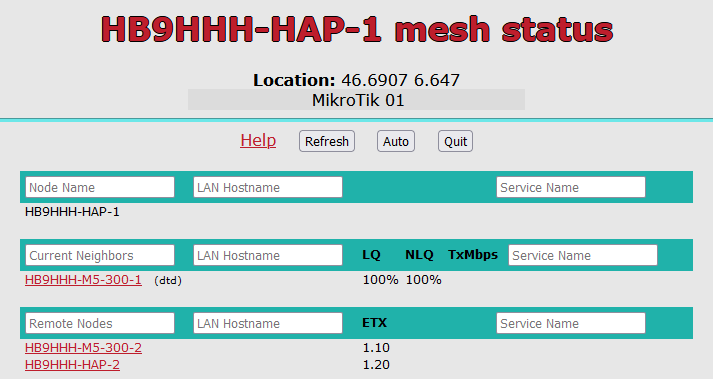 HB9HHH-HAP-1 mesh status
Location: 46.6907 6.647
MikroTik 01
Help Refresh Auto Quit
Node Name LAN Hostname Service Name
HB9HHH-HAP-1
Current Neighbors LAN Hostname LQ NLQ TxMbps Service Name
HB9HHH-M5-300-1 (dtd) 100% 100%
Remote Nodes LAN Hostname ETX Service Name
HB9HHH-M5-300-2 1.10
HB9HHH-HAP-2 1.20